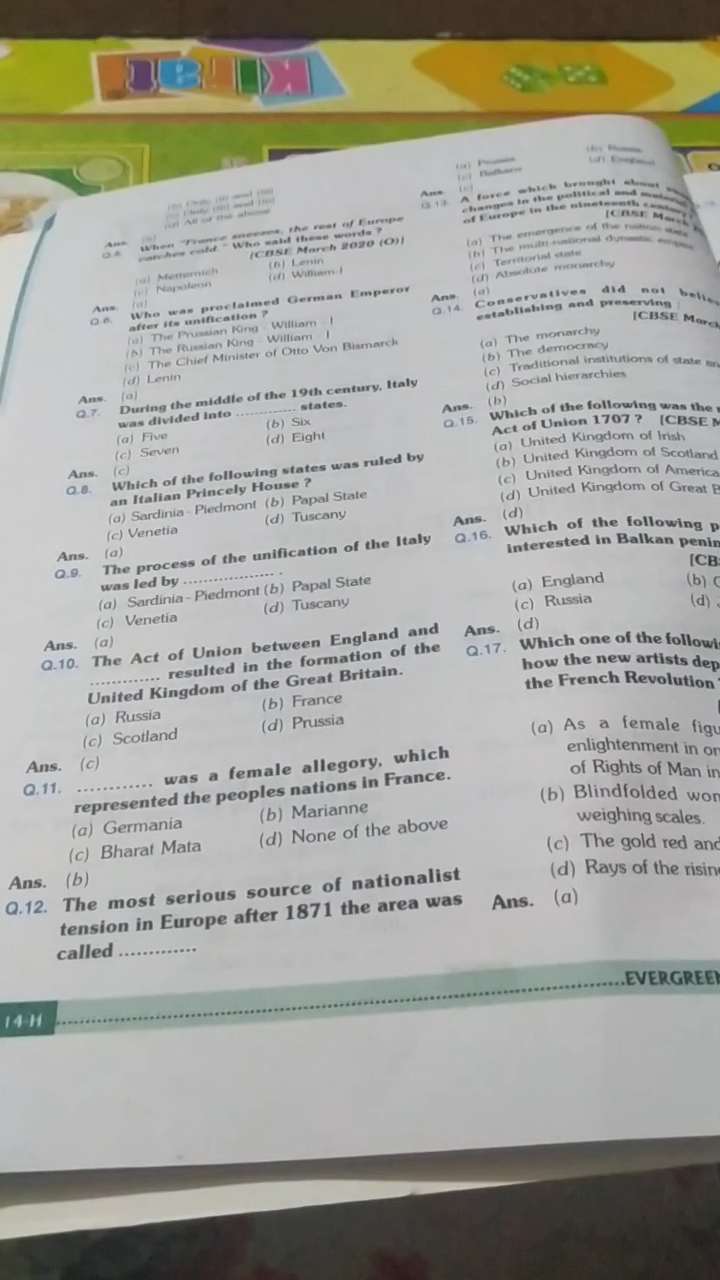 (d) All of the above
Ans.
Q.5. When "France sneezes, the rest of Europe
catches cold." Who said these words ?
[CBSE March 2020 (O)]
(a) Metternich (b) Lenin
(c) Napoleon (d) William-I
Ans. (a)
Q.6. Who was proclaimed German Emperor
after its unification ?
(a) The Prussian King - William - I
(b) The Russian King - William - I
(c) The Chief Minister of Otto Von Bismarck
(d) Lenin
Ans. (a)
Q.7. During the middle of the 19th century, Italy
was divided into ............ states.
(a) Five (b) Six
(c) Seven (d) Eight
Ans. (c)
Q.8. Which of the following states was ruled by
an Italian Princely House ?
(a) Sardinia - Piedmont (b) Papal State
(c) Venetia (d) Tuscany
Ans. (a)
Q.9. The process of the unification of the Italy
was led by ................ .
(a) Sardinia - Piedmont (b) Papal State
(c) Venetia (d) Tuscany
Ans. (a)
Q.10. The Act of Union between England and
............ resulted in the formation of the
United Kingdom of the Great Britain.
(a) Russia (b) France
(c) Scotland (d) Prussia
Ans. (c)
Q.11. ............ was a female allegory, which
represented the peoples nations in France.
(a) Germania (b) Marianne
(c) Bharat Mata (d) None of the above
Ans. (b)
Q.12. The most serious source of nationalist
tension in Europe after 1871 the area was
called .............
(a) Prussia (b) Russia
(c) Balkans (d) England
Ans. (c)
Q.13. A force which brought about
changes in the political and
of Europe in the nineteenth century
[CBSE March
(a) The emergence of the nation state
(b) The multi-national dynastic empire
(c) Territorial state
(d) Absolute monarchy
Ans. (a)
Q.14. Conservatives did not believe
establishing and preserving :
[CBSE March
(a) The monarchy
(b) The democracy
(c) Traditional institutions of state
(d) Social hierarchies
Ans. (b)
Q.15. Which of the following was the
Act of Union 1707 ? [CBSE M
(a) United Kingdom of Irish
(b) United Kingdom of Scotland
(c) United Kingdom of America
(d) United Kingdom of Great B
Ans. (d)
Q.16. Which of the following p
interested in Balkan penin
[CB
(a) England (b)
(c) Russia (d)
Ans. (d)
Q.17. Which one of the followi
how the new artists dep
the French Revolution
(a) As a female figu
enlightenment in or
of Rights of Man in
(b) Blindfolded wor
weighing scales.
(c) The gold red and
(d) Rays of the risin
Ans. (a)
14-H
EVERGREEN